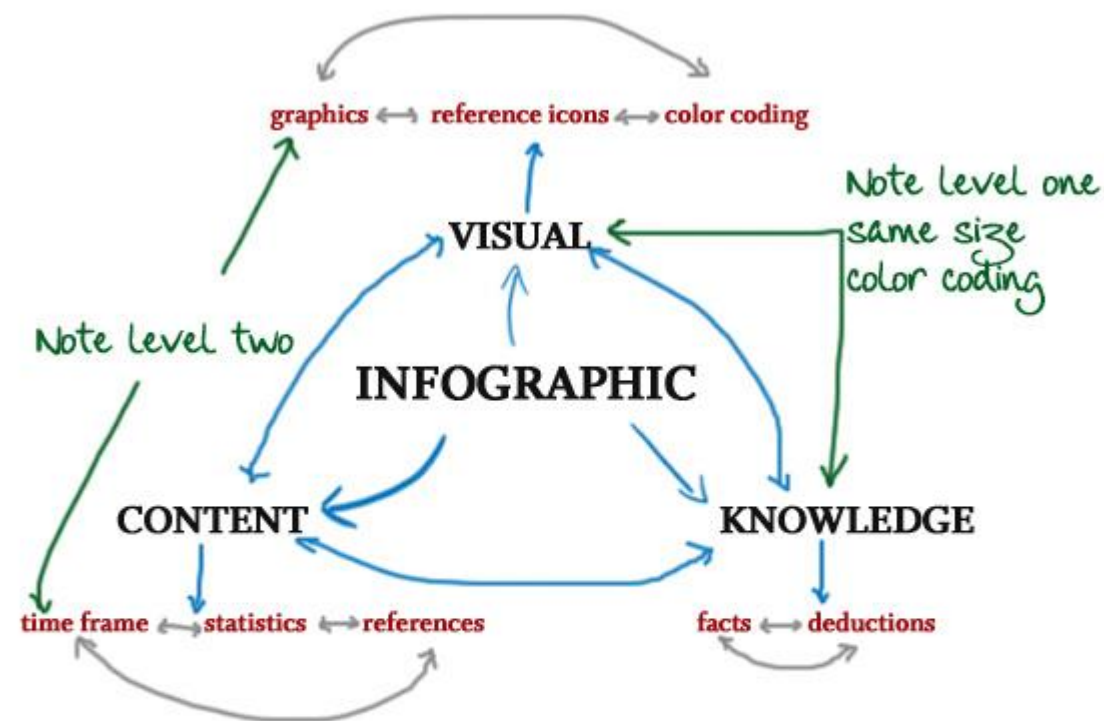 graphics reference icons color coding
VISUAL
Note level one
same size
color coding
Note level two
INFOGRAPHIC
CONTENT
KNOWLEDGE
time frame statistics references
facts deductions